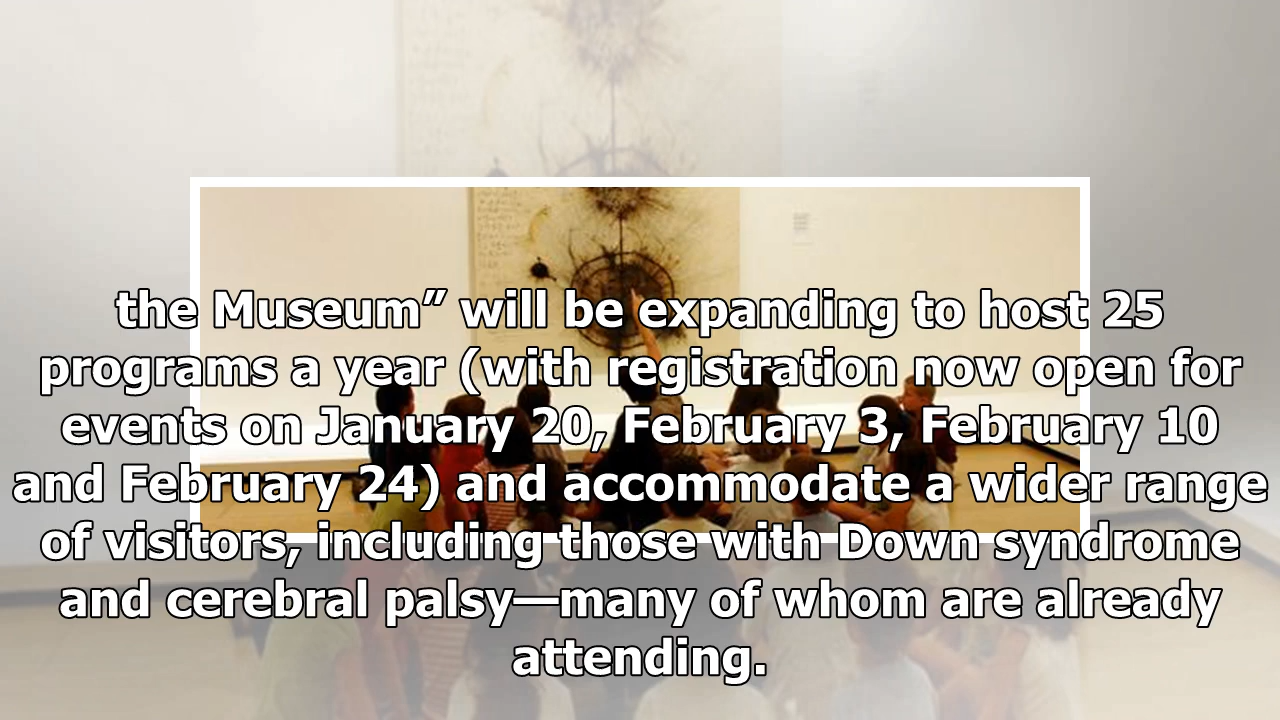 the Museum” will be expanding to host 25
programs a year (with registration now open for
events on January 20, February 3, February 10
and February 24) and accommodate a wider range
of visitors, including those with Down syndrome
and cerebral palsy—many of whom are already
attending.